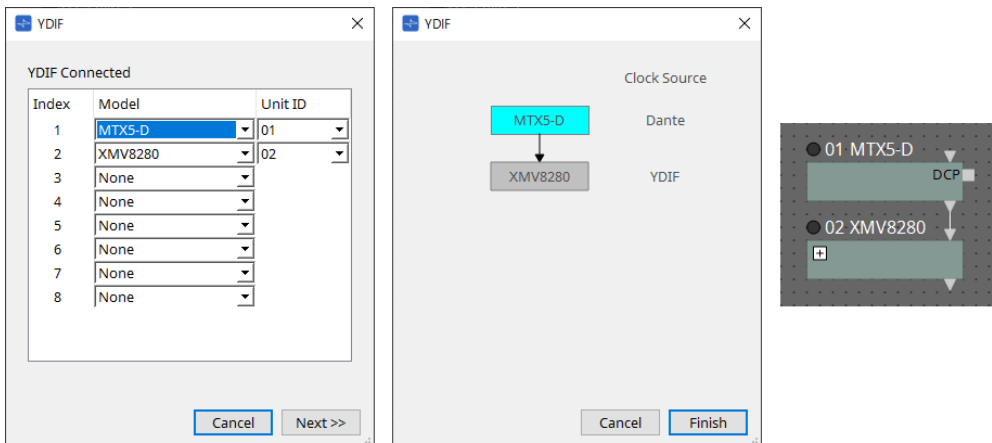 YDIF
YDIF Connected
Index Model Unit ID
1 MTX5-D 01
2 XMV8280 02
3 None
4 None
5 None
6 None
7 None
8 None
Cancel Next >>
YDIF
Clock Source
MTX5-D Dante
XMV8280 YDIF
Cancel Finish
01 MTX5-D
DCP
02 XMV8280